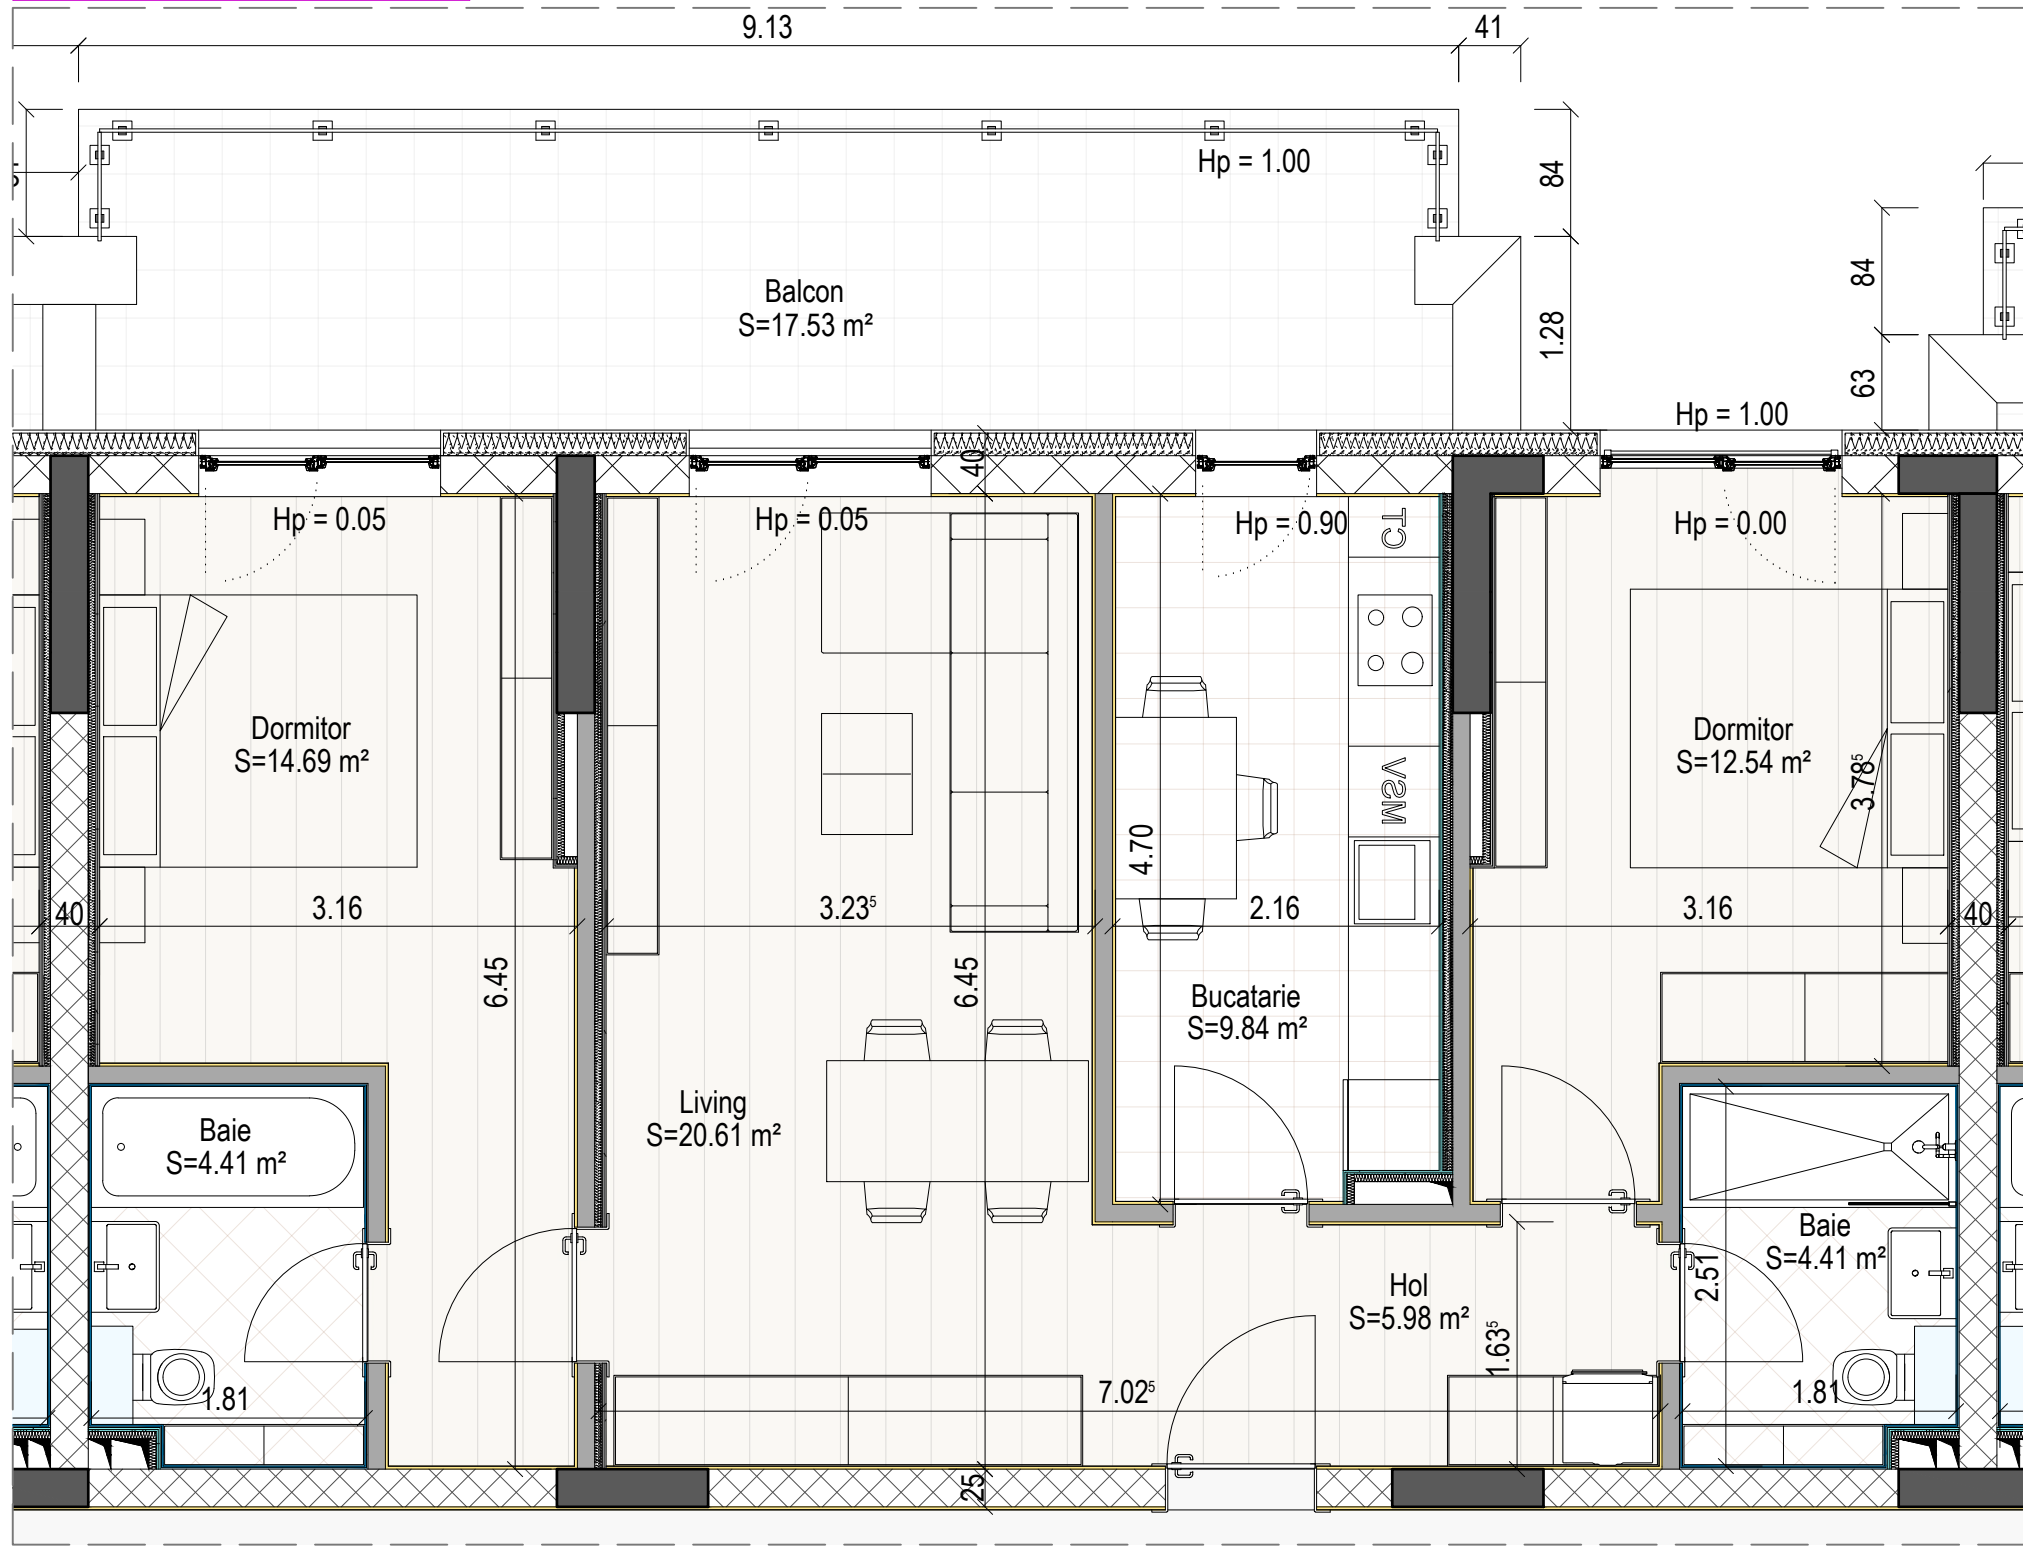 9.13
41
Hp = 1.00
84
Balcon
S=17.53 m²
1.28
84
63
Hp = 1.00
40
Hp = 0.05
Hp = 0.05
Hp = 0.90
CT
Hp = 0.00
Dormitor
S=14.69 m²
Dormitor
S=12.54 m²
3.78⁵
MSV
4.70
40
3.16
3.23⁵
2.16
3.16
40
6.45
6.45
Bucatarie
S=9.84 m²
Living
S=20.61 m²
Baie
S=4.41 m²
Baie
S=4.41 m²
2.51
Hol
S=5.98 m²
1.63⁵
1.81
7.02⁵
1.81
25